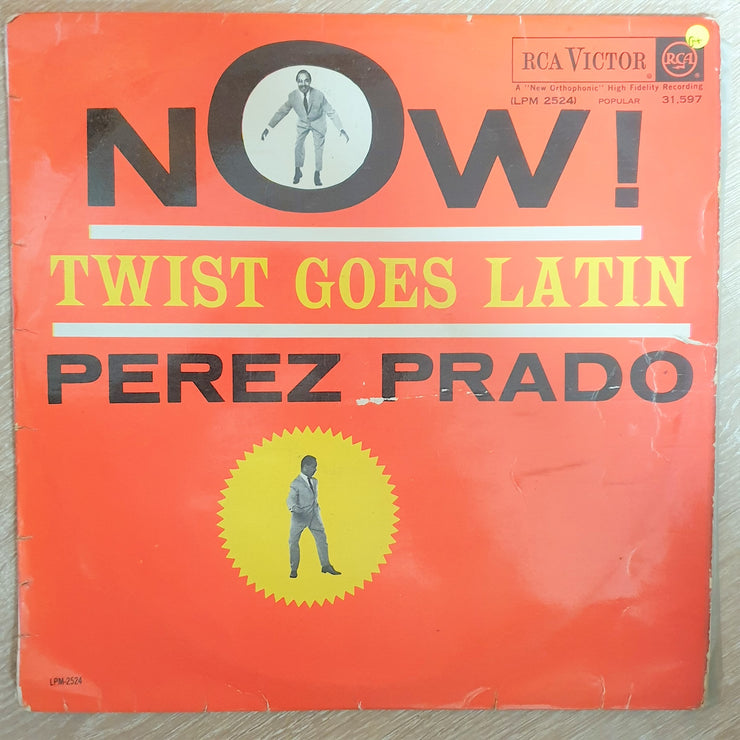 RCA VICTOR RCA
A "New Orthophonic" High Fidelity Recording
(LPM 2524) POPULAR 31.597
NOW!
TWIST GOES LATIN
PEREZ PRADO
LPM-2524